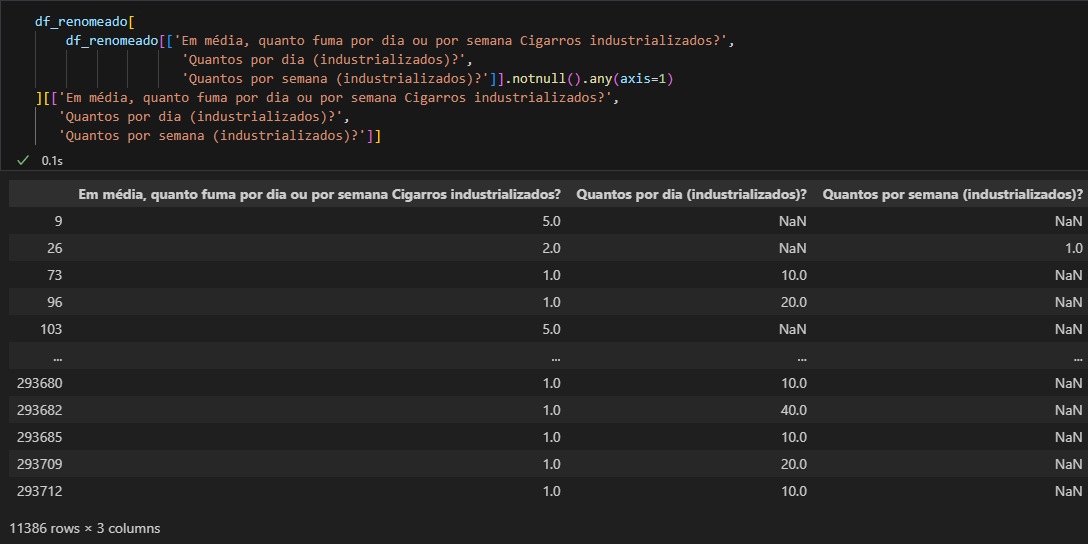 df_renomeado[
df_renomeado[['Em média, quanto fuma por dia ou por semana Cigarros industrializados?',
'Quantos por dia (industrializados)?',
'Quantos por semana (industrializados)?']].notnull().any(axis=1)
][['Em média, quanto fuma por dia ou por semana Cigarros industrializados?',
'Quantos por dia (industrializados)?',
'Quantos por semana (industrializados)?']]
0.1s
Em média, quanto fuma por dia ou por semana Cigarros industrializados? Quantos por dia (industrializados)? Quantos por semana (industrializados)?
9 5.0 NaN NaN
26 2.0 NaN 1.0
73 1.0 10.0 NaN
96 1.0 20.0 NaN
103 5.0 NaN NaN
... ... ... ...
293680 1.0 10.0 NaN
293682 1.0 40.0 NaN
293685 1.0 10.0 NaN
293709 1.0 20.0 NaN
293712 1.0 10.0 NaN
11386 rows × 3 columns